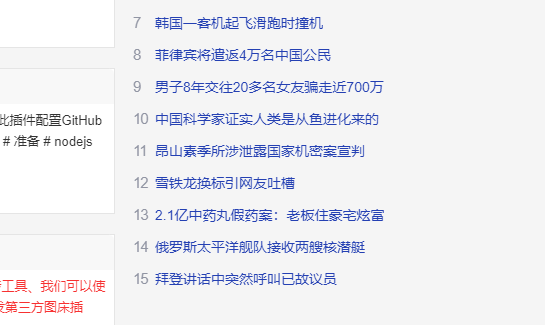 此插件配置GitHub
# 准备 # nodejs
工具、我们可以使
发第三方图床插
7 韩国一客机起飞滑跑时撞机
8 菲律宾将遣返4万名中国公民
9 男子8年交往20多名女友骗走近700万
10 中国科学家证实人类是从鱼进化来的
11 昂山素季所涉泄露国家机密案宣判
12 雪铁龙换标引网友吐槽
13 2.1亿中药丸假药案：老板住豪宅炫富
14 俄罗斯太平洋舰队接收两艘核潜艇
15 拜登讲话中突然呼叫已故议员